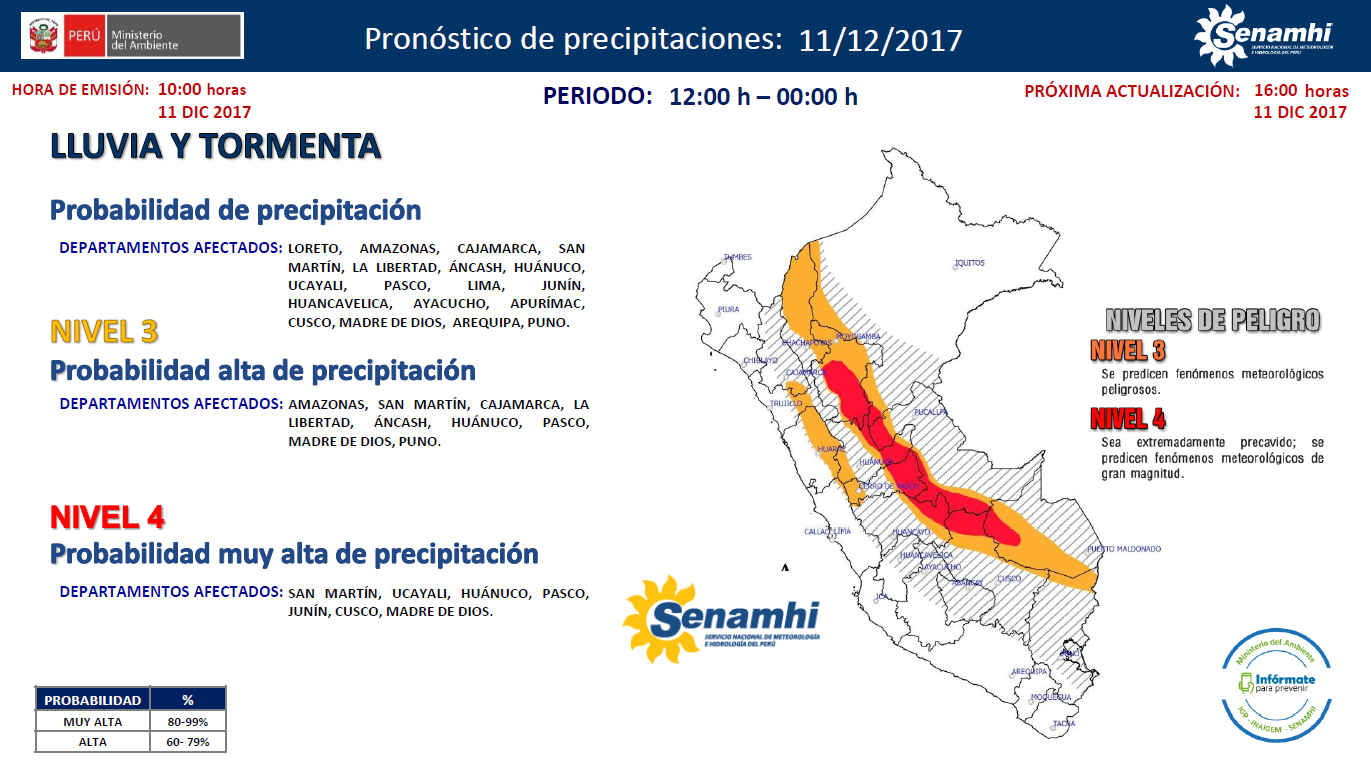 PERÚ
Ministerio
del Ambiente
Pronóstico de precipitaciones: 11/12/2017
Senamhi
SERVICIO NACIONAL DE METEOROLOGÍA
E HIDROLOGÍA DEL PERÚ
HORA DE EMISIÓN: 10:00 horas
11 DIC 2017
PERIODO: 12:00 h – 00:00 h
PRÓXIMA ACTUALIZACIÓN: 16:00 horas
11 DIC 2017
LLUVIA Y TORMENTA
Probabilidad de precipitación
DEPARTAMENTOS AFECTADOS: LORETO, AMAZONAS, CAJAMARCA, SAN
MARTÍN, LA LIBERTAD, ÁNCASH, HUÁNUCO,
UCAYALI, PASCO, LIMA, JUNÍN,
HUANCAVELICA, AYACUCHO, APURÍMAC,
CUSCO, MADRE DE DIOS, AREQUIPA, PUNO.
NIVEL 3
Probabilidad alta de precipitación
DEPARTAMENTOS AFECTADOS: AMAZONAS, SAN MARTÍN, CAJAMARCA, LA
LIBERTAD, ÁNCASH, HUÁNUCO, PASCO,
MADRE DE DIOS, PUNO.
NIVEL 4
Probabilidad muy alta de precipitación
DEPARTAMENTOS AFECTADOS: SAN MARTÍN, UCAYALI, HUÁNUCO, PASCO,
JUNÍN, CUSCO, MADRE DE DIOS.
PROBABILIDAD %
MUY ALTA 80-99%
ALTA 60- 79%
TUMBES
IQUITOS
PIURA
MOYOBAMBA
CHACHAPOYAS
CHICLAYO
CAJAMARCA
TRUJILLO
PUCALLPA
HUARAZ
HUÁNUCO
CERRO DE PASCO
CALLAO LIMA
HUANCAYO
PUERTO MALDONADO
HUANCAVELICA
AYACUCHO
ABANCAY
CUSCO
ICA
PUNO
AREQUIPA
MOQUEGUA
TACNA
Senamhi
SERVICIO NACIONAL DE METEOROLOGÍA
E HIDROLOGÍA DEL PERÚ
NIVELES DE PELIGRO
NIVEL 3
Se predicen fenómenos meteorológicos
peligrosos.
NIVEL 4
Sea extremadamente precavido; se
predicen fenómenos meteorológicos de
gran magnitud.
Ministerio del Ambiente
Infórmate
para prevenir
IGP - INAIGEM - SENAMHI